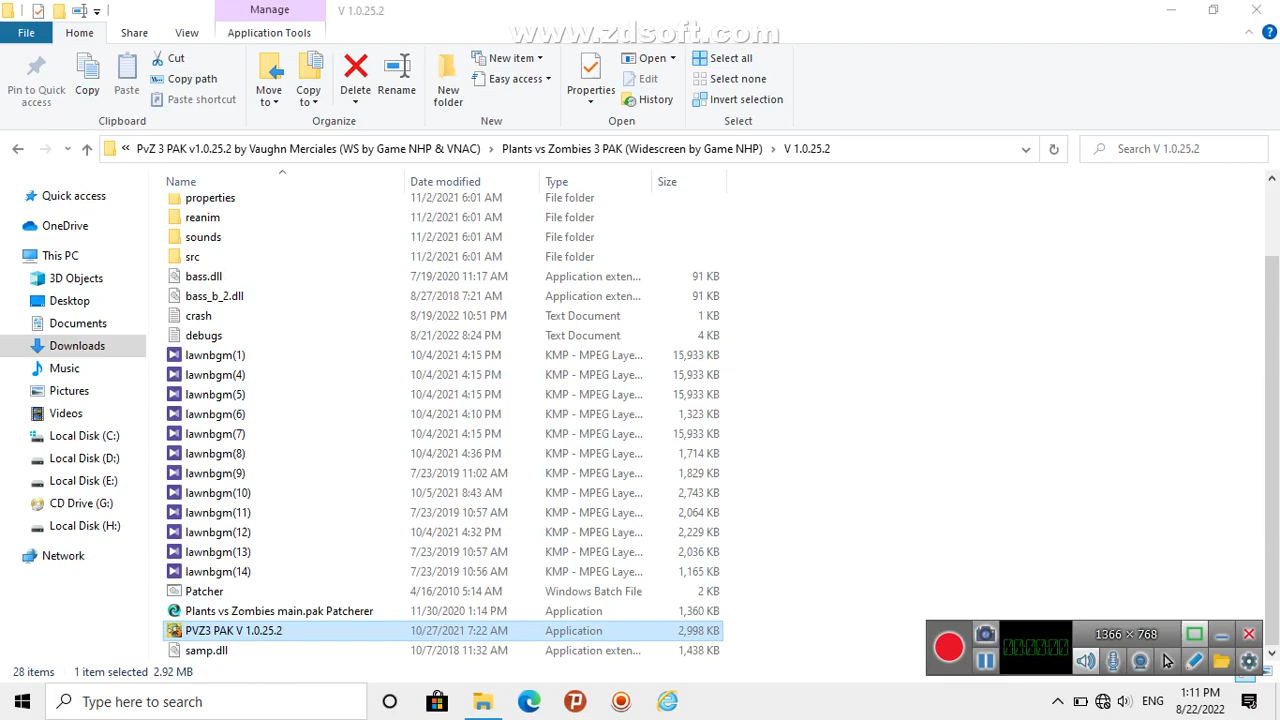 Manage
V 1.0.25.2
www.zdsoft.com
File
Home
Share
View
Application Tools
Pin to Quick access
Copy
Paste
Cut
Copy path
Paste shortcut
Clipboard
Move to
Copy to
Delete
Rename
Organize
New folder
New item
Easy access
New
Properties
Open
Edit
History
Open
Select all
Select none
Invert selection
Select
« PvZ 3 PAK v1.0.25.2 by Vaughn Merciales (WS by Game NHP & VNAC) > Plants vs Zombies 3 PAK (Widescreen by Game NHP) > V 1.0.25.2
Search V 1.0.25.2
Quick access
OneDrive
This PC
3D Objects
Desktop
Documents
Downloads
Music
Pictures
Videos
Local Disk (C:)
Local Disk (D:)
Local Disk (E:)
CD Drive (G:)
Local Disk (H:)
Network
Name Date modified Type Size
properties 11/2/2021 6:01 AM File folder
reanim 11/2/2021 6:01 AM File folder
sounds 11/2/2021 6:01 AM File folder
src 11/2/2021 6:01 AM File folder
bass.dll 7/19/2020 11:17 AM Application exten... 91 KB
bass_b_2.dll 8/27/2018 7:21 AM Application exten... 91 KB
crash 8/19/2022 10:51 PM Text Document 1 KB
debugs 8/21/2022 8:24 PM Text Document 4 KB
lawnbgm(1) 10/4/2021 4:15 PM KMP - MPEG Laye... 15,933 KB
lawnbgm(4) 10/4/2021 4:15 PM KMP - MPEG Laye... 15,933 KB
lawnbgm(5) 10/4/2021 4:15 PM KMP - MPEG Laye... 15,933 KB
lawnbgm(6) 10/4/2021 4:10 PM KMP - MPEG Laye... 1,323 KB
lawnbgm(7) 10/4/2021 4:15 PM KMP - MPEG Laye... 15,933 KB
lawnbgm(8) 10/4/2021 4:36 PM KMP - MPEG Laye... 1,714 KB
lawnbgm(9) 7/23/2019 11:02 AM KMP - MPEG Laye... 1,829 KB
lawnbgm(10) 10/5/2021 8:43 AM KMP - MPEG Laye... 2,743 KB
lawnbgm(11) 7/23/2019 10:57 AM KMP - MPEG Laye... 2,064 KB
lawnbgm(12) 10/4/2021 4:32 PM KMP - MPEG Laye... 2,229 KB
lawnbgm(13) 7/23/2019 10:57 AM KMP - MPEG Laye... 2,036 KB
lawnbgm(14) 7/23/2019 10:56 AM KMP - MPEG Laye... 1,165 KB
Patcher 4/16/2010 5:14 AM Windows Batch File 2 KB
Plants vs Zombies main.pak Patcherer 11/30/2020 1:14 PM Application 1,360 KB
PVZ3 PAK V 1.0.25.2 10/27/2021 7:22 AM Application 2,998 KB
samp.dll 10/7/2018 11:32 AM Application exten... 1,438 KB
1366 × 768
00:00:00
28 items 1 item selected 2.92 MB
Type here to search
ENG
1:11 PM
8/22/2022